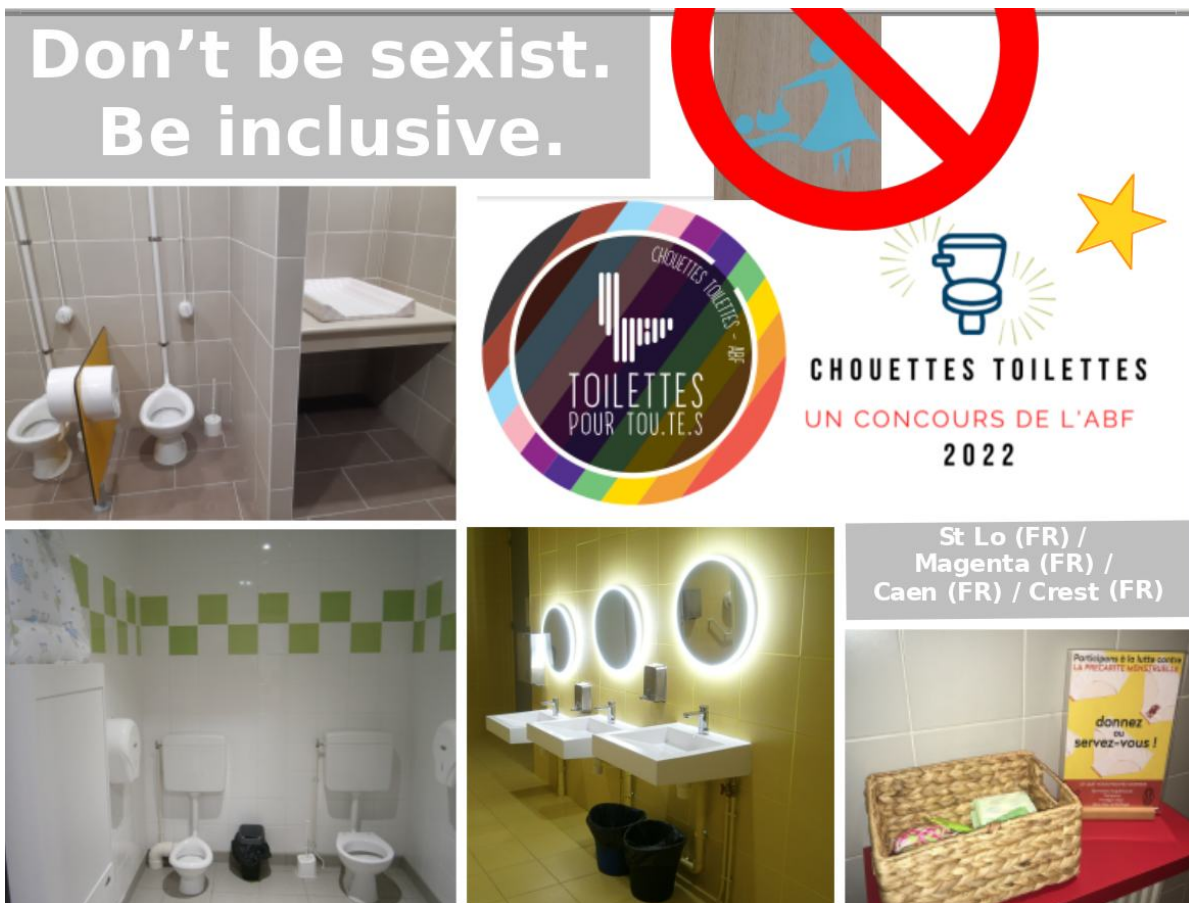 Don’t be sexist.
Be inclusive.
CHOUETTES TOILETTES - ABF
TOILETTES
POUR TOU.TE.S
CHOUETTES TOILETTES
UN CONCOURS DE L'ABF
2022
St Lo (FR) /
Magenta (FR) /
Caen (FR) / Crest (FR)
Participons à la lutte contre
LA PRÉCARITÉ MENSTRUELLE
donnez
ou
servez-vous !